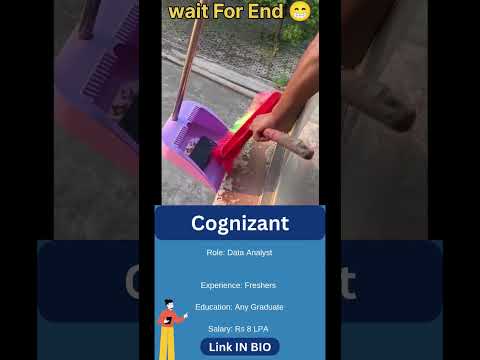 wait For End 😁
Cognizant
Role: Data Analyst
Experience: Freshers
Education: Any Graduate
Salary: Rs 8 LPA
Link IN BIO